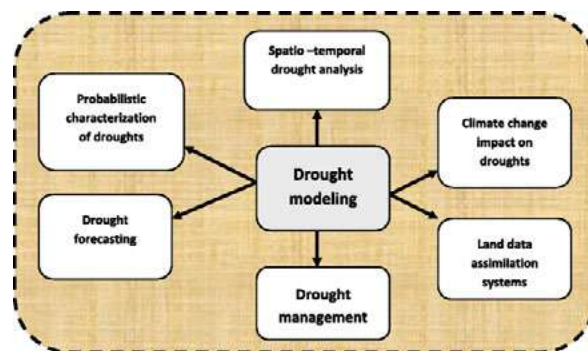 Spatio –temporal
drought analysis
Probabilistic
characterization
of droughts
Climate change
impact on
droughts
Drought
modeling
Drought
forecasting
Land data
assimilation
systems
Drought
management